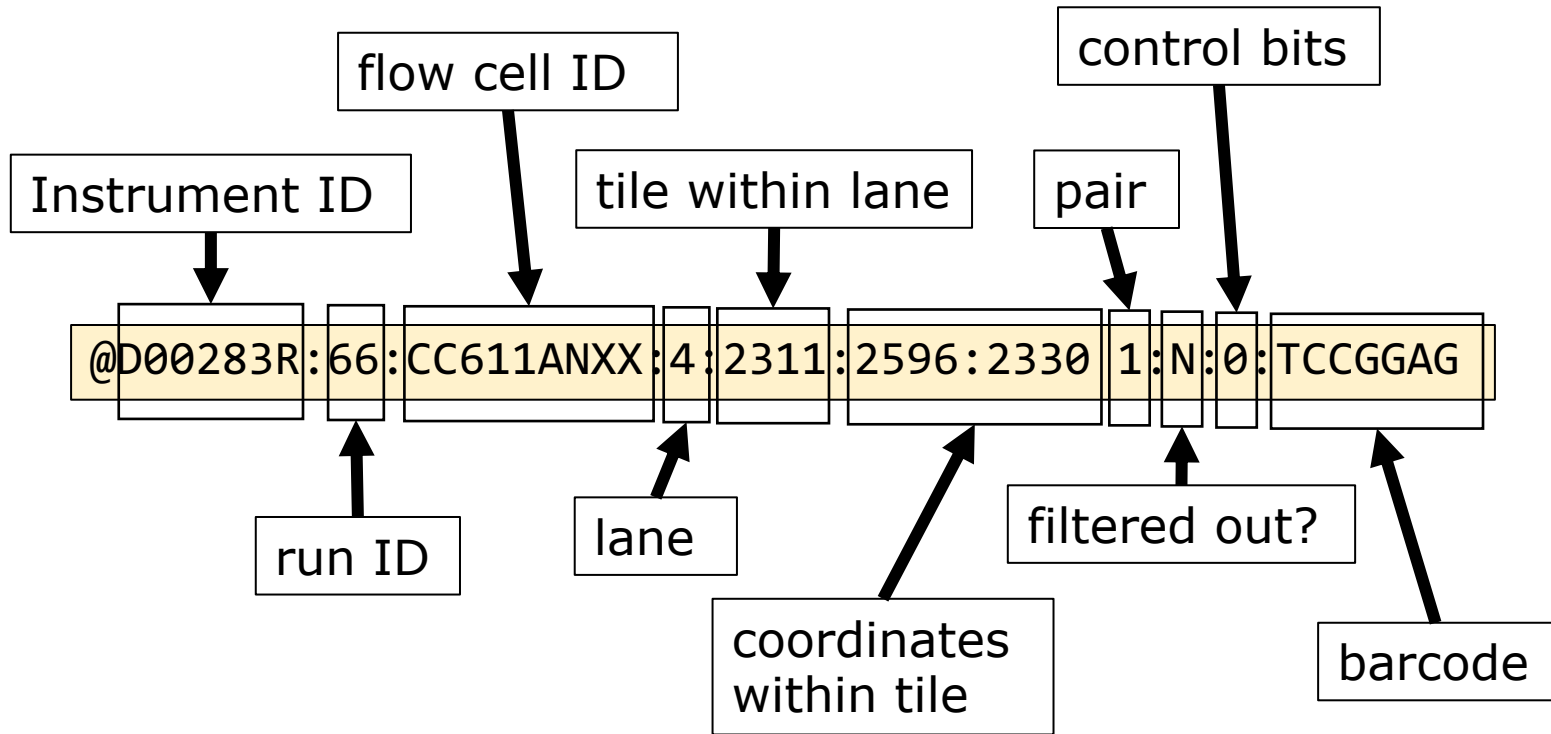 control bits
flow cell ID
Instrument ID
tile within lane
pair
@D00283R:66:CC611ANXX:4:2311:2596:2330 1:N:0:TCCGGAG
run ID
lane
filtered out?
coordinates
within tile
barcode